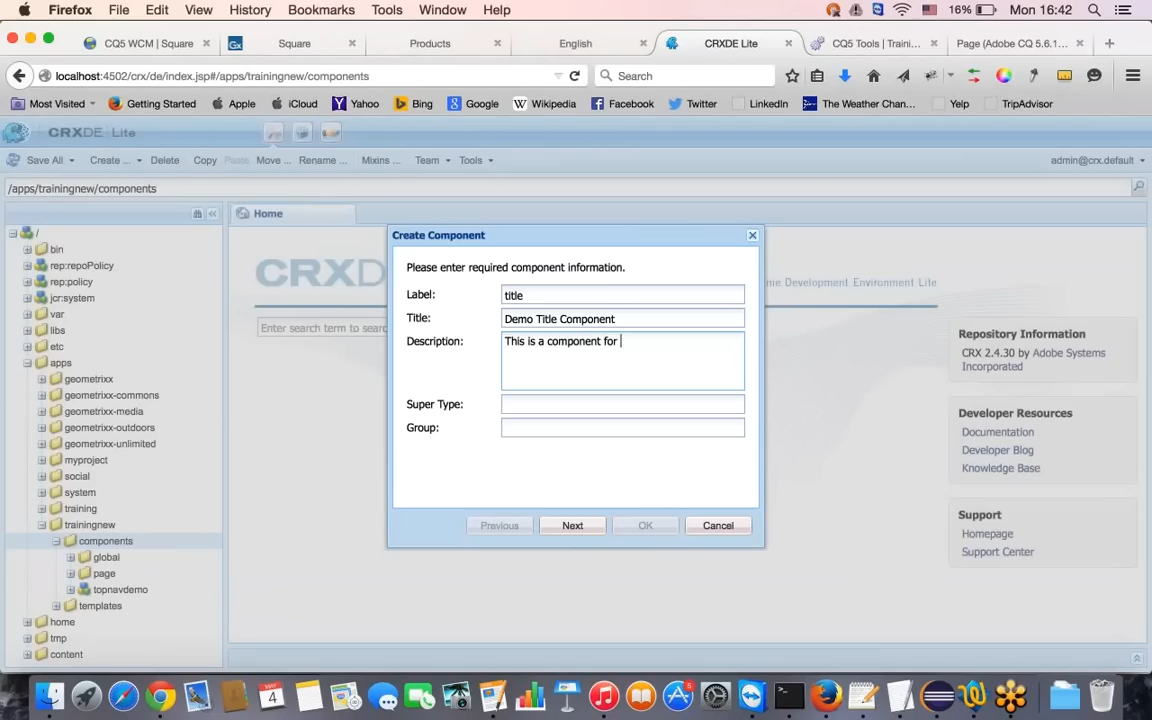 Firefox File Edit View History Bookmarks Tools Window Help 16% Mon 16:42
CQ5 WCM | Square Square Products English CRXDE Lite CQ5 Tools | Traini... Page (Adobe CQ 5.6.1...
localhost:4502/crx/de/index.jsp#/apps/trainingnew/components Search
Most Visited Getting Started Apple iCloud Yahoo Bing Google Wikipedia Facebook Twitter LinkedIn The Weather Chan... Yelp TripAdvisor
CRXDE Lite
Save All Create ... Delete Copy Paste Move ... Rename ... Mixins ... Team Tools admin@crx.default
/apps/trainingnew/components
/
bin
rep:repoPolicy
rep:policy
jcr:system
var
libs
etc
apps
geometrixx
geometrixx-commons
geometrixx-media
geometrixx-outdoors
geometrixx-unlimited
myproject
social
system
training
trainingnew
components
global
page
topnavdemo
templates
home
tmp
content
Home
CRXD
me Development Environment Lite
Enter search term to searc
Create Component
Please enter required component information.
Label: title
Title: Demo Title Component
Description: This is a component for
Super Type:
Group:
Previous Next OK Cancel
Repository Information
CRX 2.4.30 by Adobe Systems
Incorporated
Developer Resources
Documentation
Developer Blog
Knowledge Base
Support
Homepage
Support Center